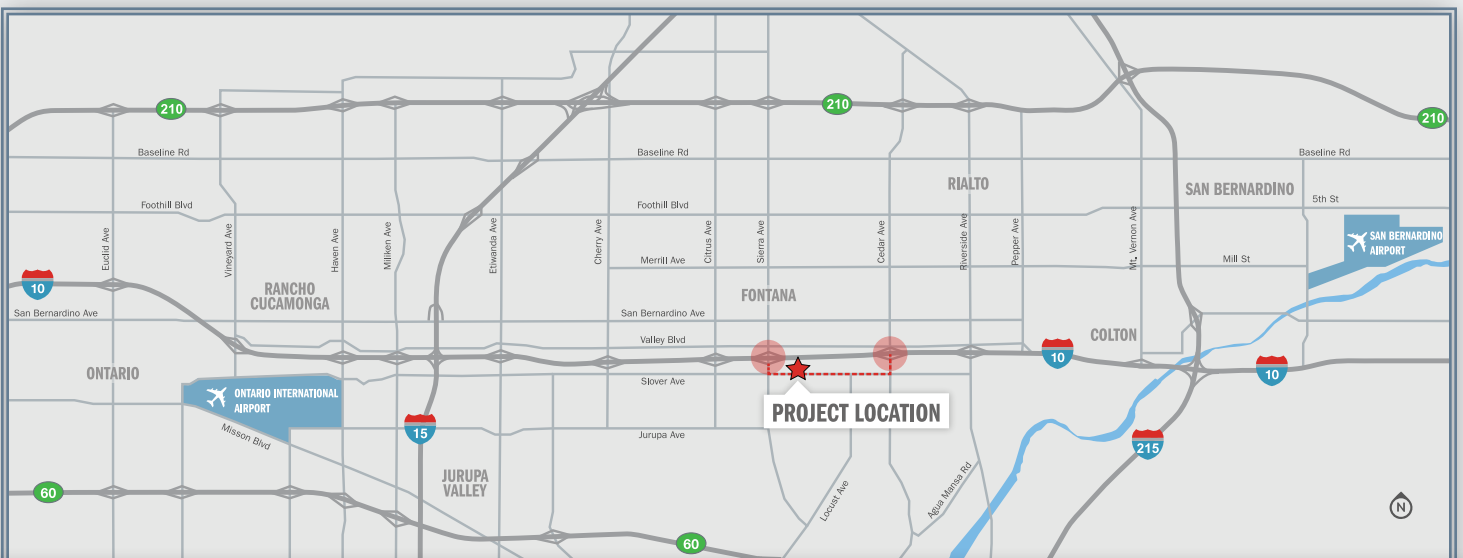 210
210
210
Baseline Rd
Baseline Rd
Baseline Rd
RIALTO
SAN BERNARDINO
Foothill Blvd
Foothill Blvd
5th St
Euclid Ave
Vineyard Ave
Haven Ave
Milliken Ave
Etiwanda Ave
Cherry Ave
Citrus Ave
Sierra Ave
Cedar Ave
Riverside Ave
Pepper Ave
Mt. Vernon Ave
SAN BERNARDINO
AIRPORT
Merrill Ave
Mill St
10
RANCHO
CUCAMONGA
FONTANA
San Bernardino Ave
San Bernardino Ave
Valley Blvd
COLTON
10
10
ONTARIO
Slover Ave
ONTARIO INTERNATIONAL
AIRPORT
PROJECT LOCATION
Misson Blvd
15
Jurupa Ave
215
JURUPA
VALLEY
Locust Ave
Agua Mansa Rd
60
60
N